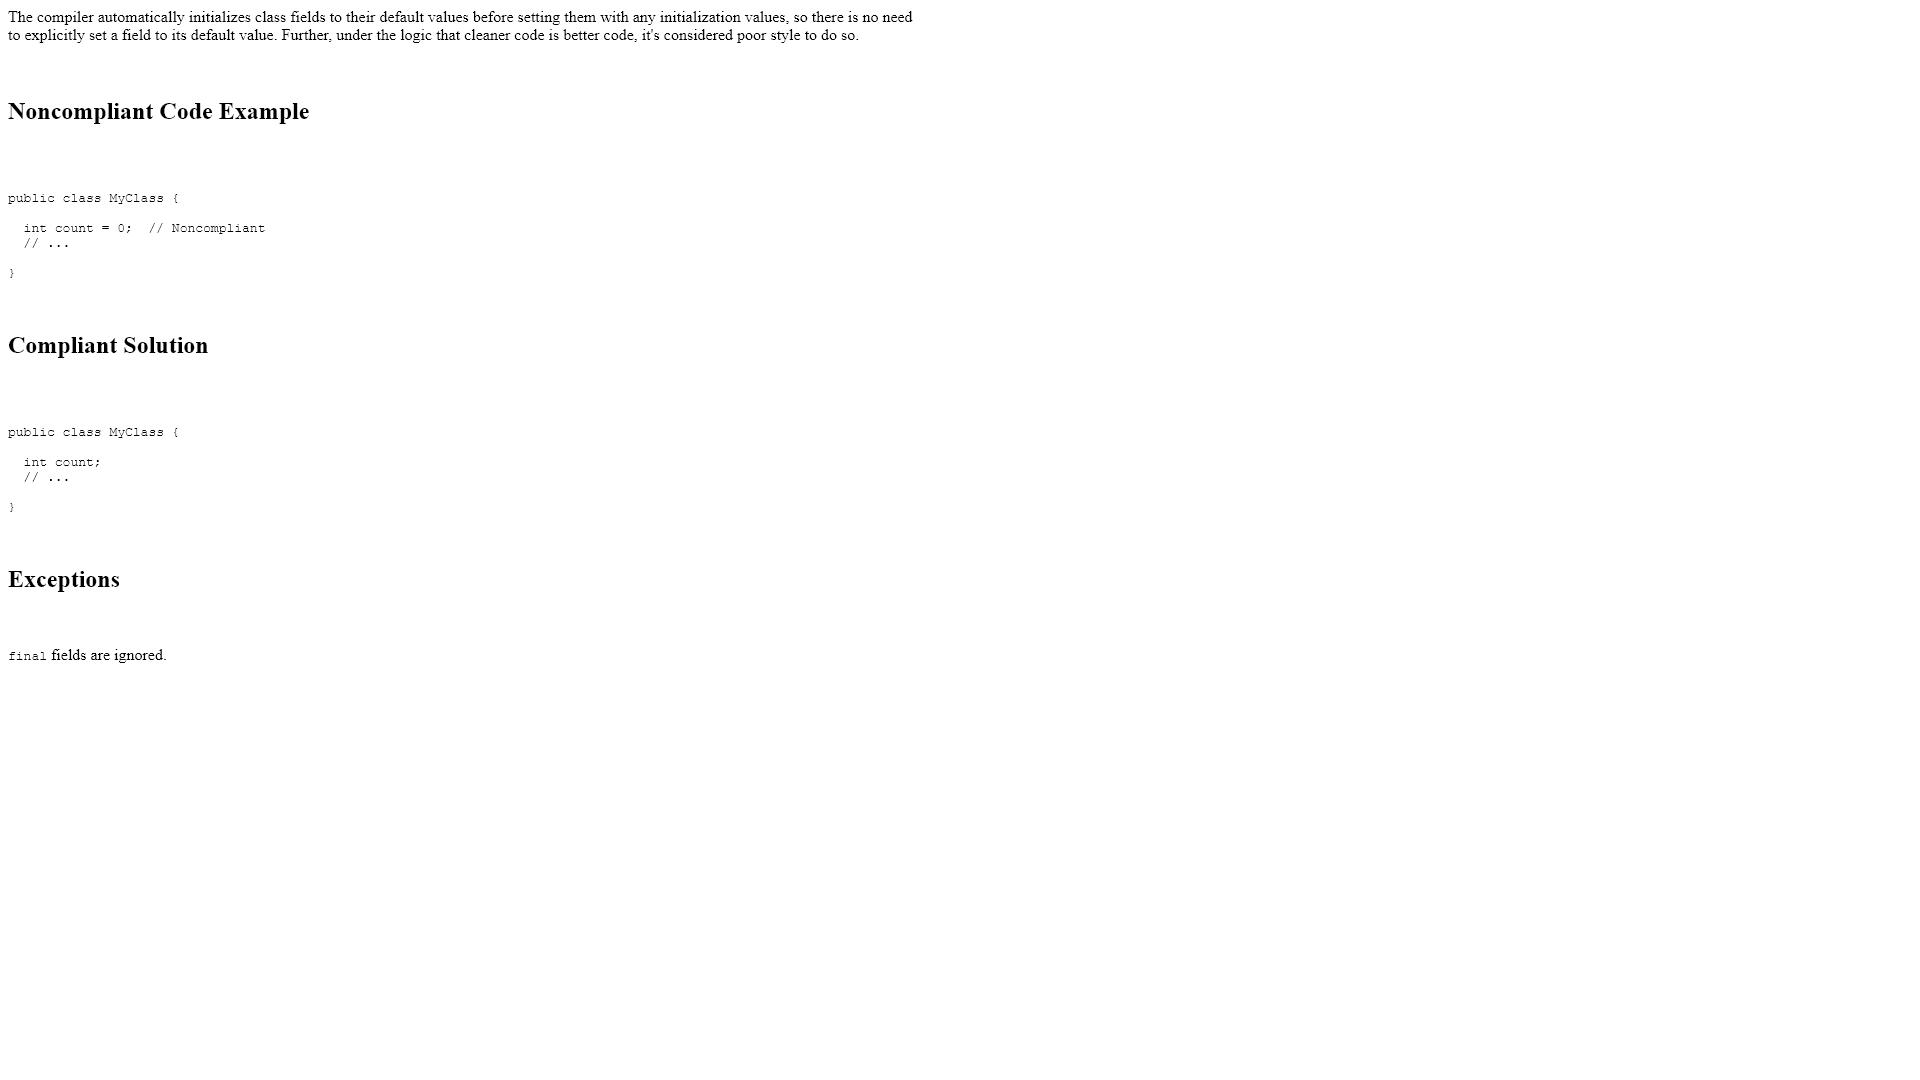 The compiler automatically initializes class fields to their default values before setting them with any initialization values, so there is no need
to explicitly set a field to its default value. Further, under the logic that cleaner code is better code, it's considered poor style to do so.
Noncompliant Code Example
public class MyClass {
  int count = 0;  // Noncompliant
  // ...
}
Compliant Solution
public class MyClass {
  int count;
  // ...
}
Exceptions
final fields are ignored.